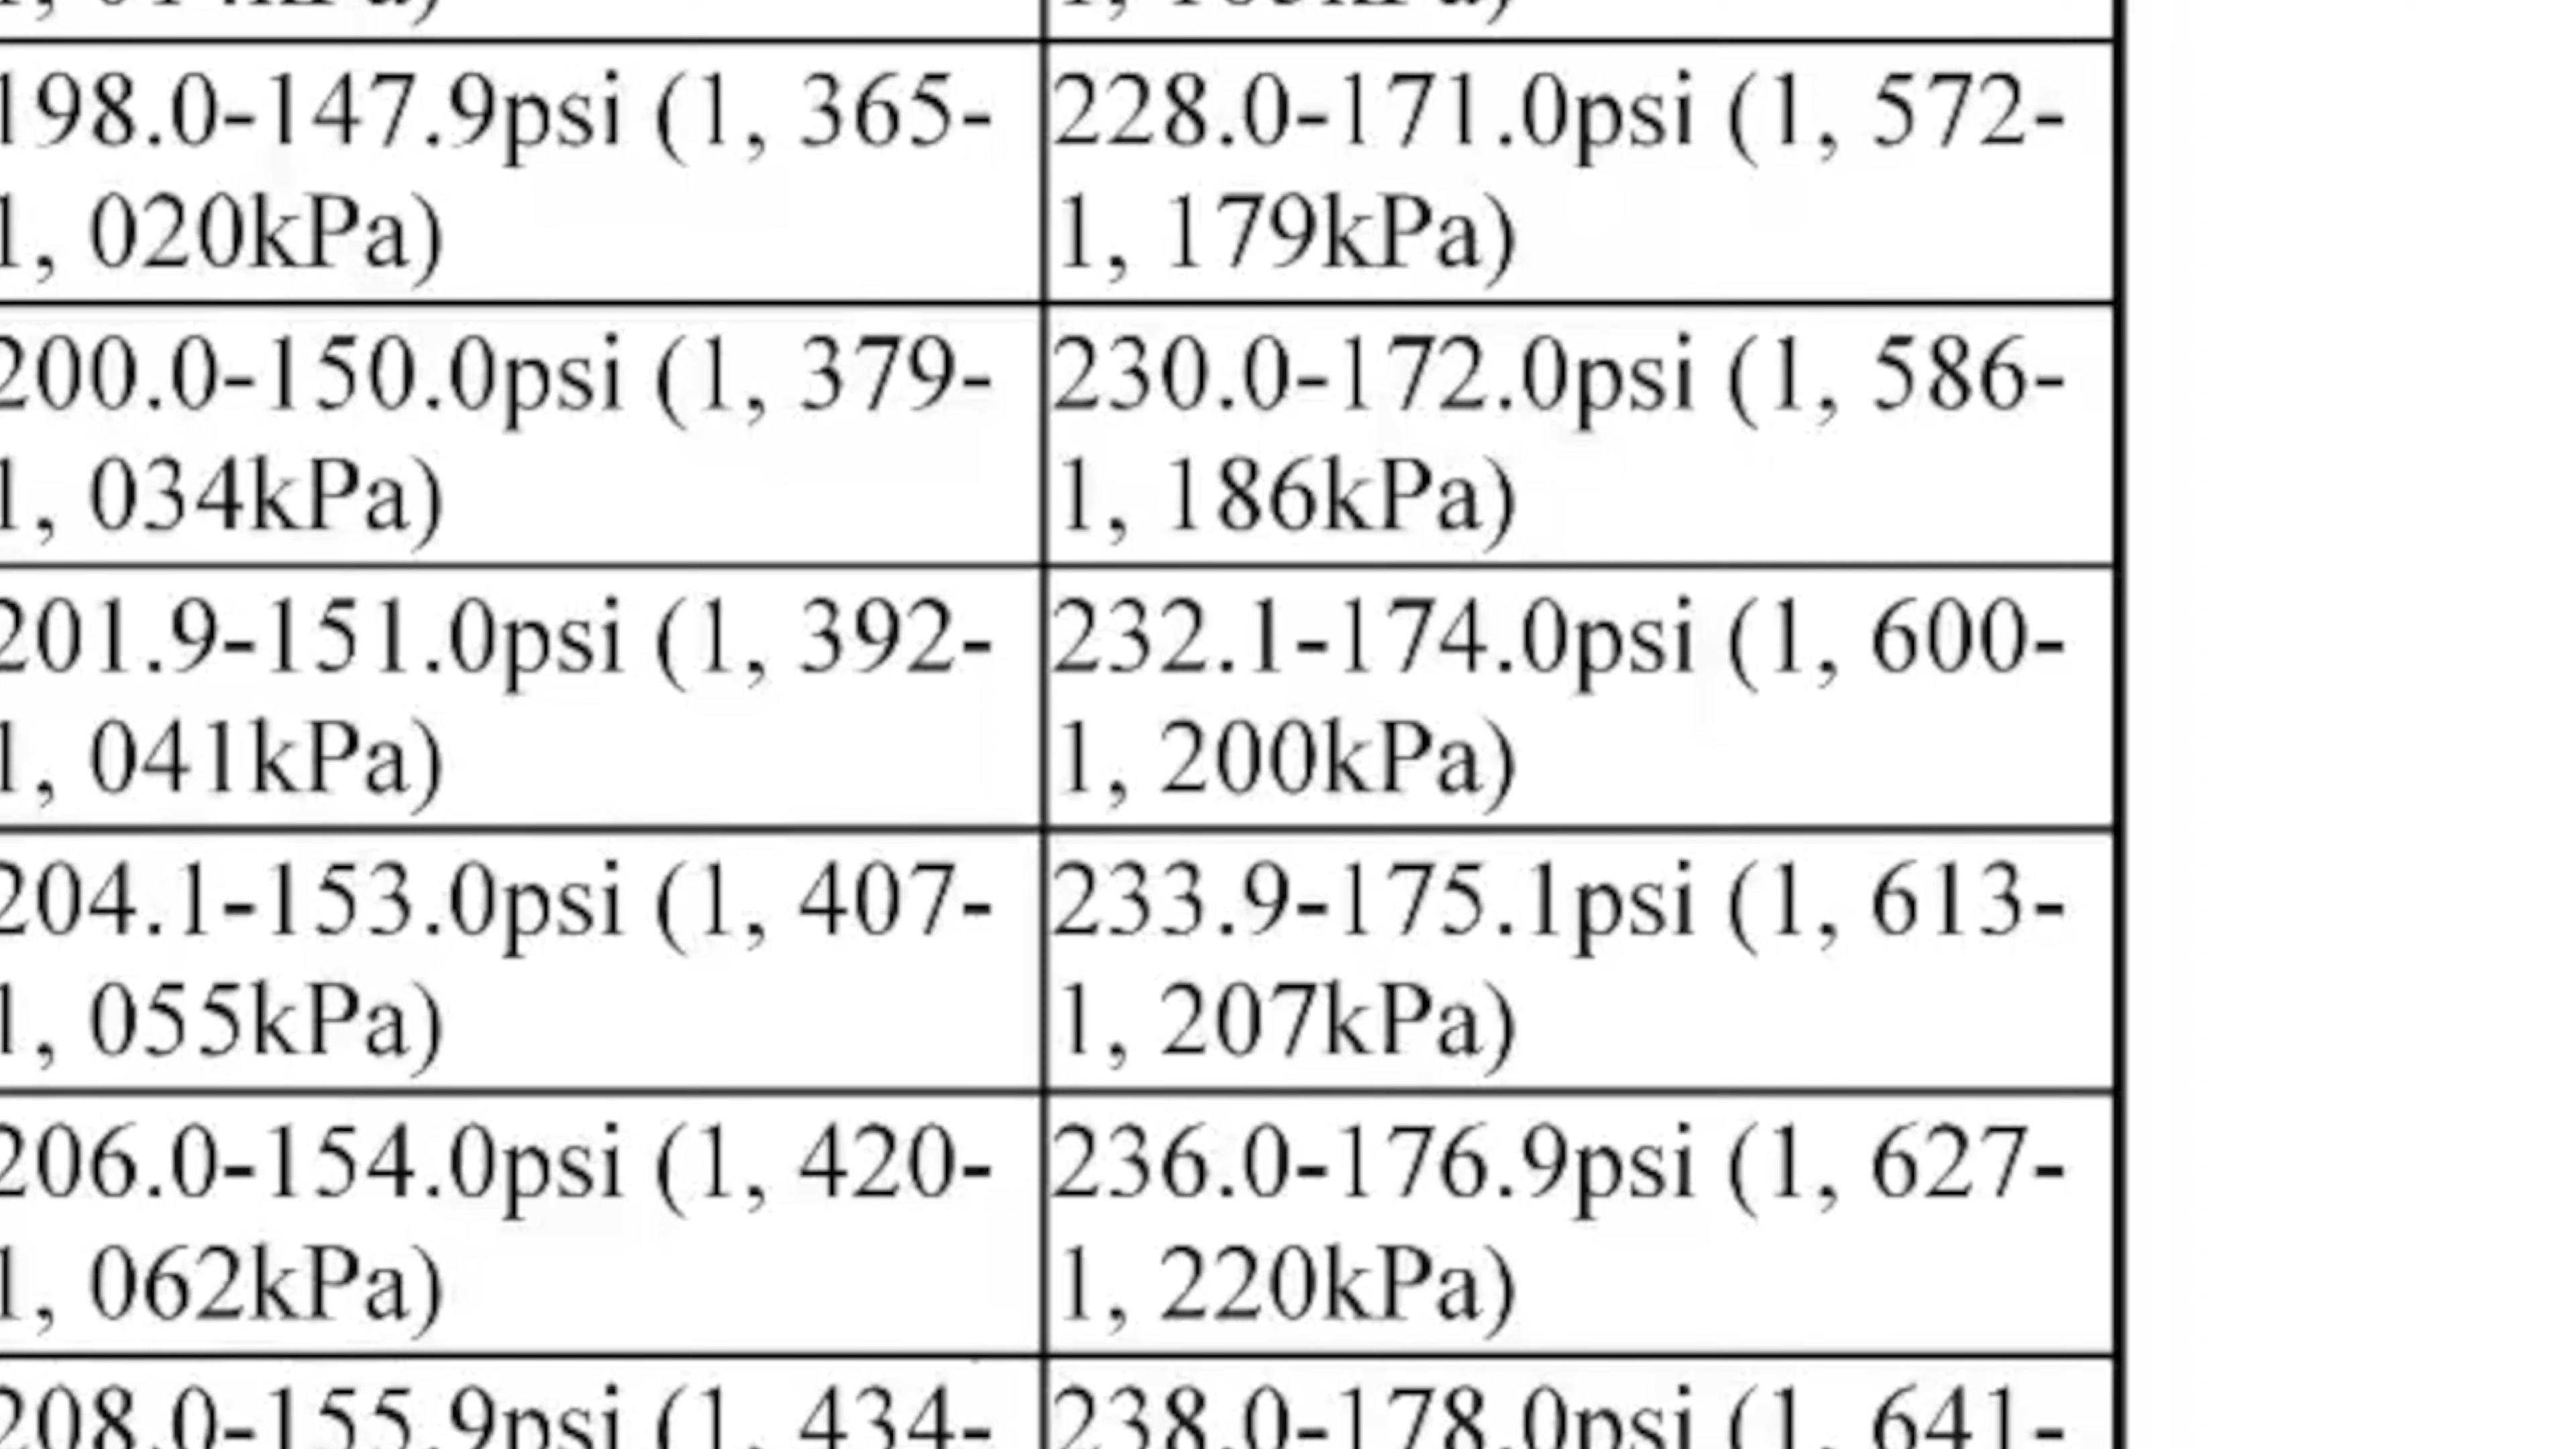 198.0-147.9psi (1, 365-
1, 020kPa)
228.0-171.0psi (1, 572-
1, 179kPa)
200.0-150.0psi (1, 379-
1, 034kPa)
230.0-172.0psi (1, 586-
1, 186kPa)
201.9-151.0psi (1, 392-
1, 041kPa)
232.1-174.0psi (1, 600-
1, 200kPa)
204.1-153.0psi (1, 407-
1, 055kPa)
233.9-175.1psi (1, 613-
1, 207kPa)
206.0-154.0psi (1, 420-
1, 062kPa)
236.0-176.9psi (1, 627-
1, 220kPa)
208.0-155.9psi (1, 434-
238.0-178.0psi (1, 641-